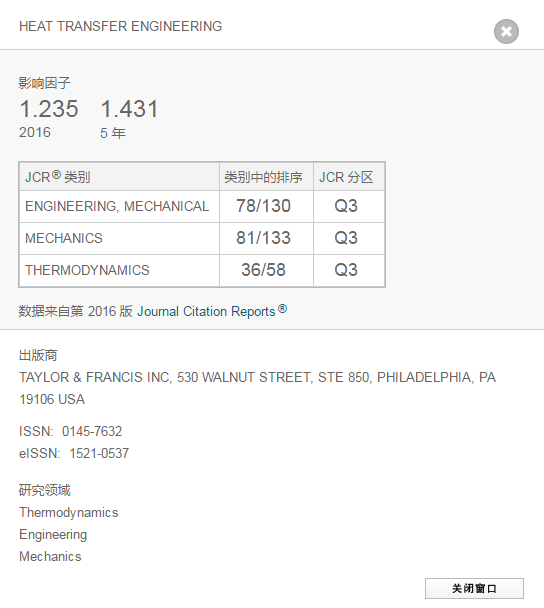 HEAT TRANSFER ENGINEERING
影响因子
1.235 1.431
2016 5 年
JCR® 类别 类别中的排序 JCR 分区
ENGINEERING, MECHANICAL 78/130 Q3
MECHANICS 81/133 Q3
THERMODYNAMICS 36/58 Q3
数据来自第 2016 版 Journal Citation Reports®
出版商
TAYLOR & FRANCIS INC, 530 WALNUT STREET, STE 850, PHILADELPHIA, PA
19106 USA
ISSN: 0145-7632
eISSN: 1521-0537
研究领域
Thermodynamics
Engineering
Mechanics
关闭窗口